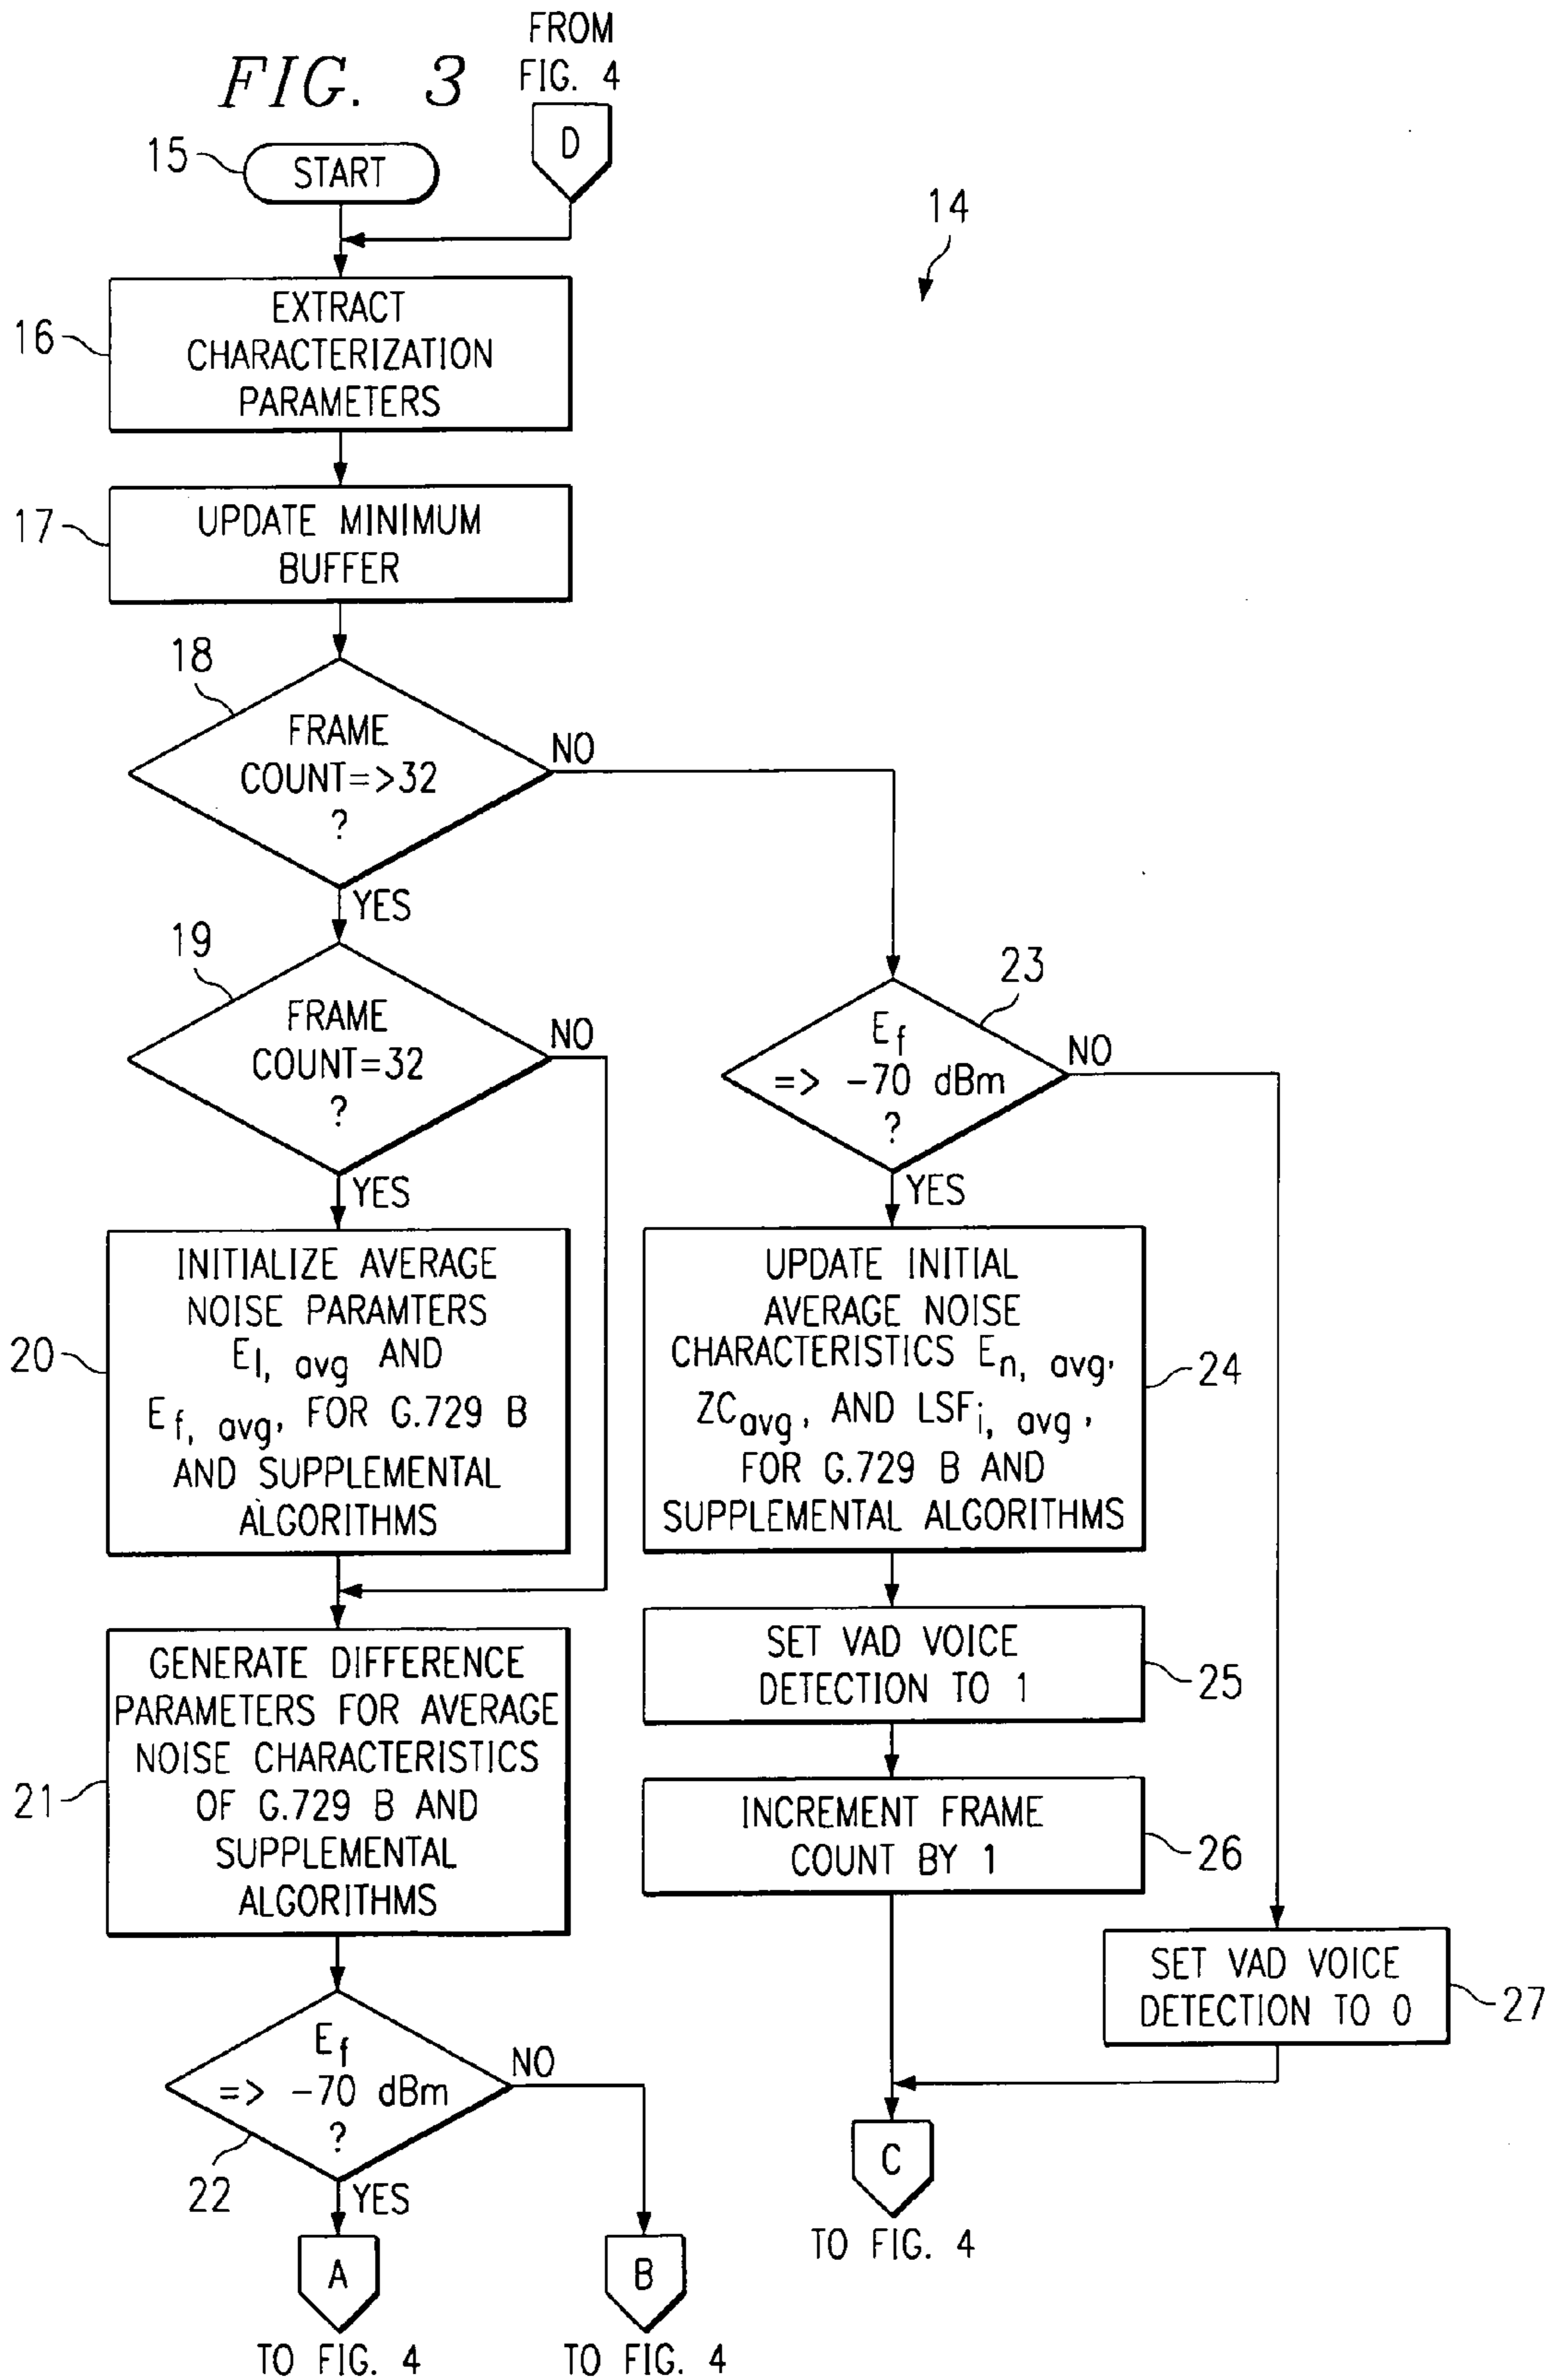 FROM
FIG. 4
FIG. 3
D
15
START
14
16
EXTRACT
CHARACTERIZATION
PARAMETERS
17
UPDATE MINIMUM
BUFFER
18
FRAME
COUNT=>32
?
NO
YES
19
FRAME
COUNT=32
?
NO
YES
23
Ef
=> -70 dBm
?
NO
YES
20
INITIALIZE AVERAGE
NOISE PARAMTERS
El, avg AND
Ef, avg, FOR G.729 B
AND SUPPLEMENTAL
ALGORITHMS
24
UPDATE INITIAL
AVERAGE NOISE
CHARACTERISTICS En, avg,
ZCavg, AND LSFi, avg,
FOR G.729 B AND
SUPPLEMENTAL ALGORITHMS
21
GENERATE DIFFERENCE
PARAMETERS FOR AVERAGE
NOISE CHARACTERISTICS
OF G.729 B AND
SUPPLEMENTAL
ALGORITHMS
25
SET VAD VOICE
DETECTION TO 1
26
INCREMENT FRAME
COUNT BY 1
27
SET VAD VOICE
DETECTION TO 0
22
Ef
=> -70 dBm
?
NO
YES
C
TO FIG. 4
A
TO FIG. 4
B
TO FIG. 4